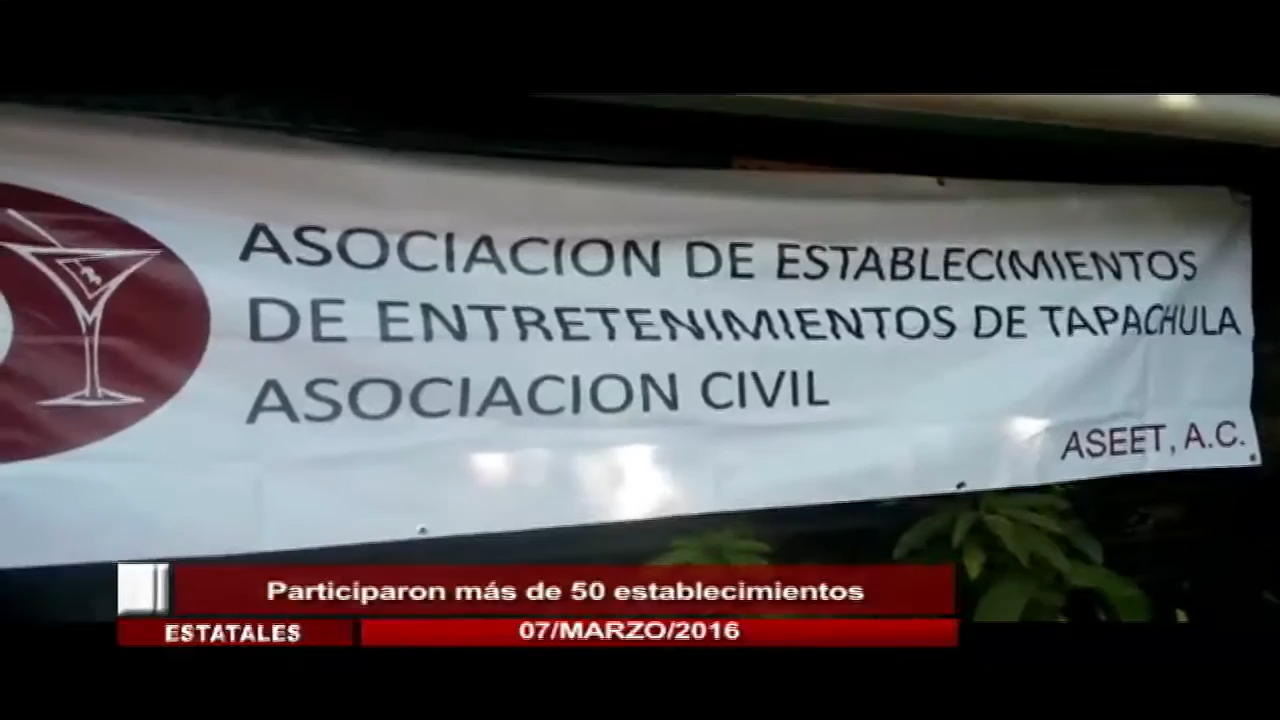 ASOCIACION DE ESTABLECIMIENTOS
DE ENTRETENIMIENTOS DE TAPACHULA
ASOCIACION CIVIL
ASEET, A.C.
Participaron más de 50 establecimientos
ESTATALES
07/MARZO/2016